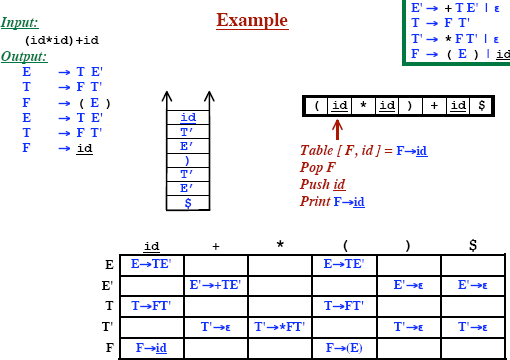 Example
Input:
(id*id)+id
Output:
E → T E'
T → F T'
F → ( E )
E → T E'
T → F T'
F → id
E' → + T E' | ε
T → F T'
T' → * F T' | ε
F → ( E ) | id
id
T'
E'
)
T'
E'
$
( id * id ) + id $
Table [ F, id ] = F→id
Pop F
Push id
Print F→id
id + * ( ) $
E E→TE' E→TE'
E' E'→+TE' E'→ε E'→ε
T T→FT' T→FT'
T' T'→ε T'→*FT' T'→ε T'→ε
F F→id F→(E)